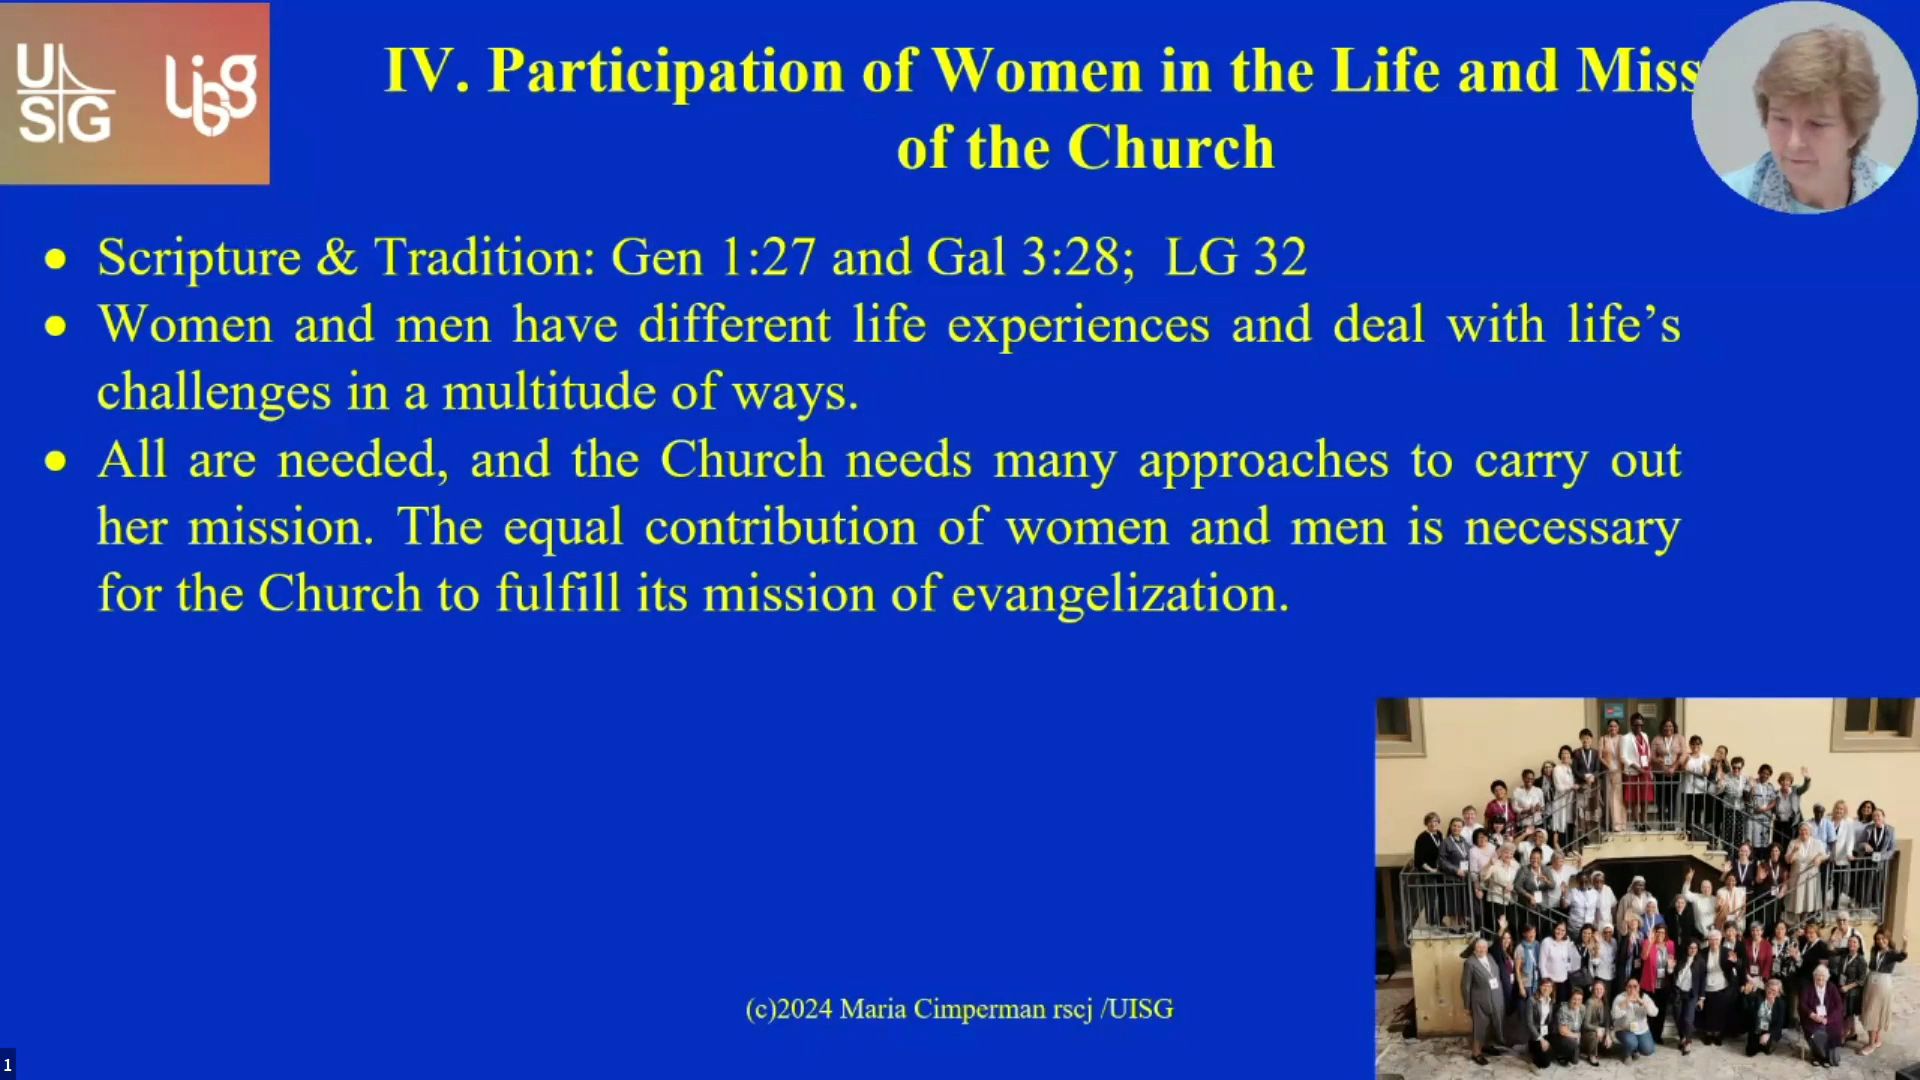 U
SG
uisg
IV. Participation of Women in the Life and Miss
of the Church
● Scripture & Tradition: Gen 1:27 and Gal 3:28; LG 32
● Women and men have different life experiences and deal with life’s
challenges in a multitude of ways.
● All are needed, and the Church needs many approaches to carry out
her mission. The equal contribution of women and men is necessary
for the Church to fulfill its mission of evangelization.
(c)2024 Maria Cimperman rscj /UISG
1